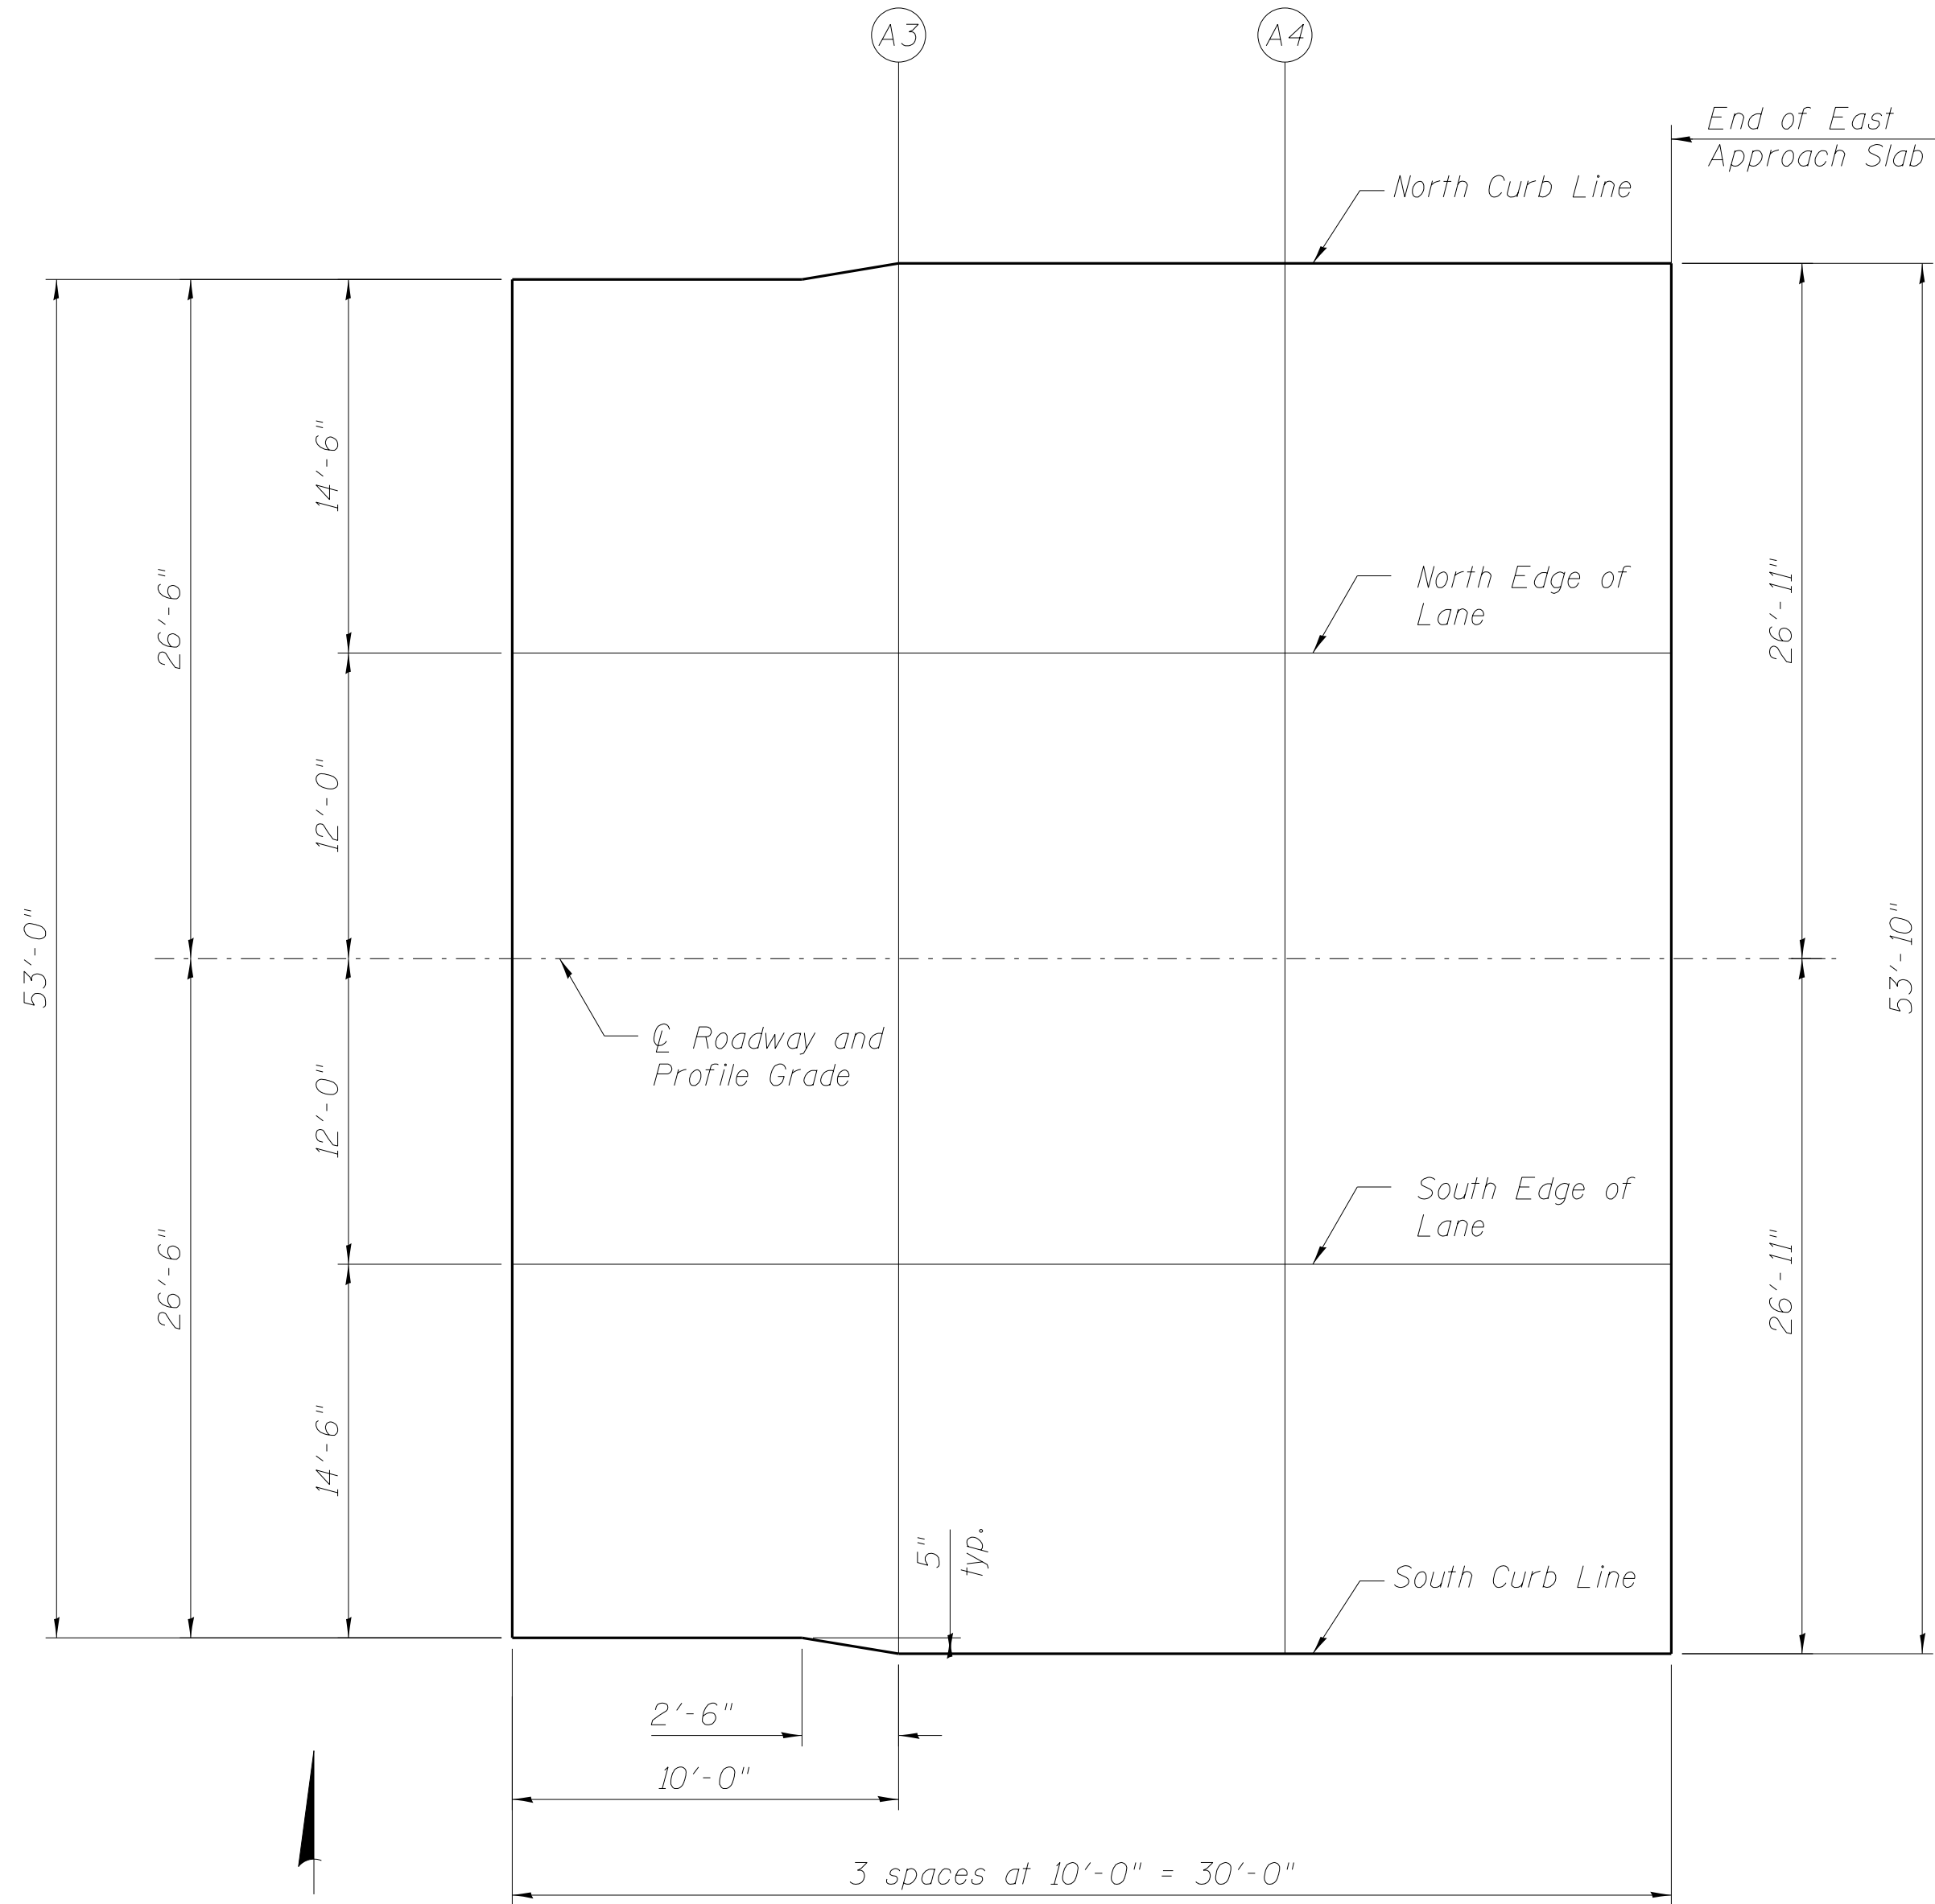 A3
A4
End of East
Approach Slab
North Curb Line
14'-6"
26'-6"
North Edge of
Lane
26'-11"
12'-0"
53'-0"
53'-10"
℄ Roadway and
Profile Grade
12'-0"
South Edge of
Lane
26'-6"
26'-11"
14'-6"
5"
typ.
South Curb Line
2'-6"
10'-0"
3 spaces at 10'-0" = 30'-0"